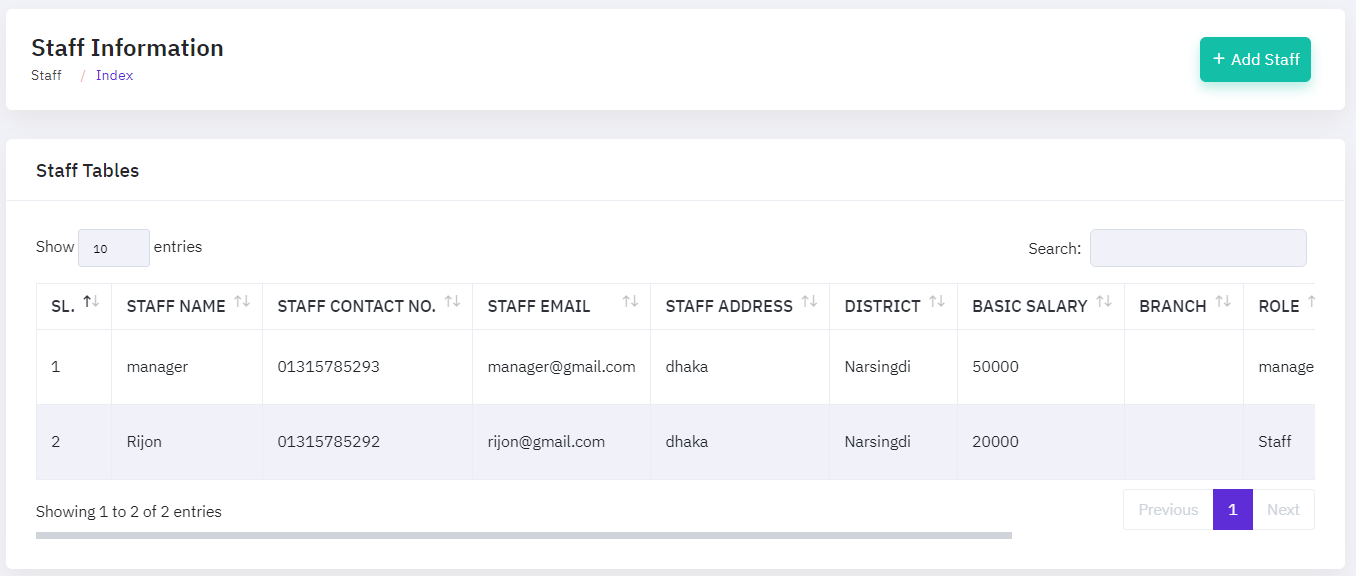 Staff Information
+ Add Staff
Staff / Index
Staff Tables
Show 10 entries
Search:
SL. STAFF NAME STAFF CONTACT NO. STAFF EMAIL STAFF ADDRESS DISTRICT BASIC SALARY BRANCH ROLE
1 manager 01315785293 manager@gmail.com dhaka Narsingdi 50000 manage
2 Rijon 01315785292 rijon@gmail.com dhaka Narsingdi 20000 Staff
Showing 1 to 2 of 2 entries
Previous 1 Next